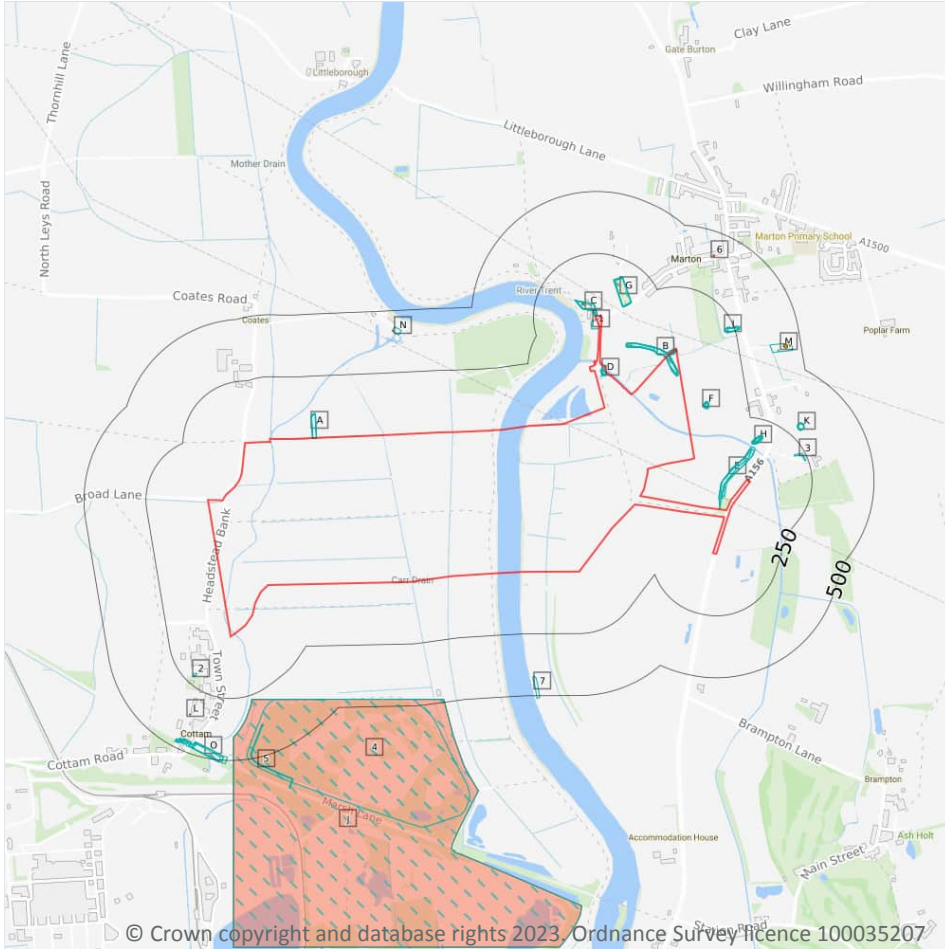 Clay Lane
Gate Burton
Thornhill Lane
Littleborough
Willingham Road
Littleborough Lane
Mother Drain
North Leys Road
Marton Primary School
A1500
6
Marton
Coates Road
River Trent
G
C
Coates
N
I
Poplar Farm
M
B
D
F
A
K
H
3
E
A156
Broad Lane
Headstead Bank
250
500
Carr Drain
2
Town Street
7
L
Cottam
O
4
5
Cottam Road
Brampton Lane
Marsh Lane
J
Brampton
Accommodation House
Ash Holt
Main Street
© Crown copyright and database rights 2023. Ordnance Survey licence 100035207